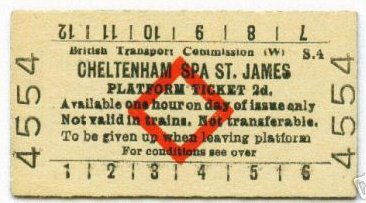 12 11 10 9 8 7
British Transport Commission (W) S.4
CHELTENHAM SPA ST. JAMES
PLATFORM TICKET 2d.
Available one hour on day of issue only
Not valid in trains. Not transferable.
To be given up when leaving platform
For conditions see over
1 2 3 4 5 6
4554
4554